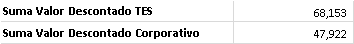 Suma Valor Descontado TES 68,153
Suma Valor Descontado Corporativo 47,922